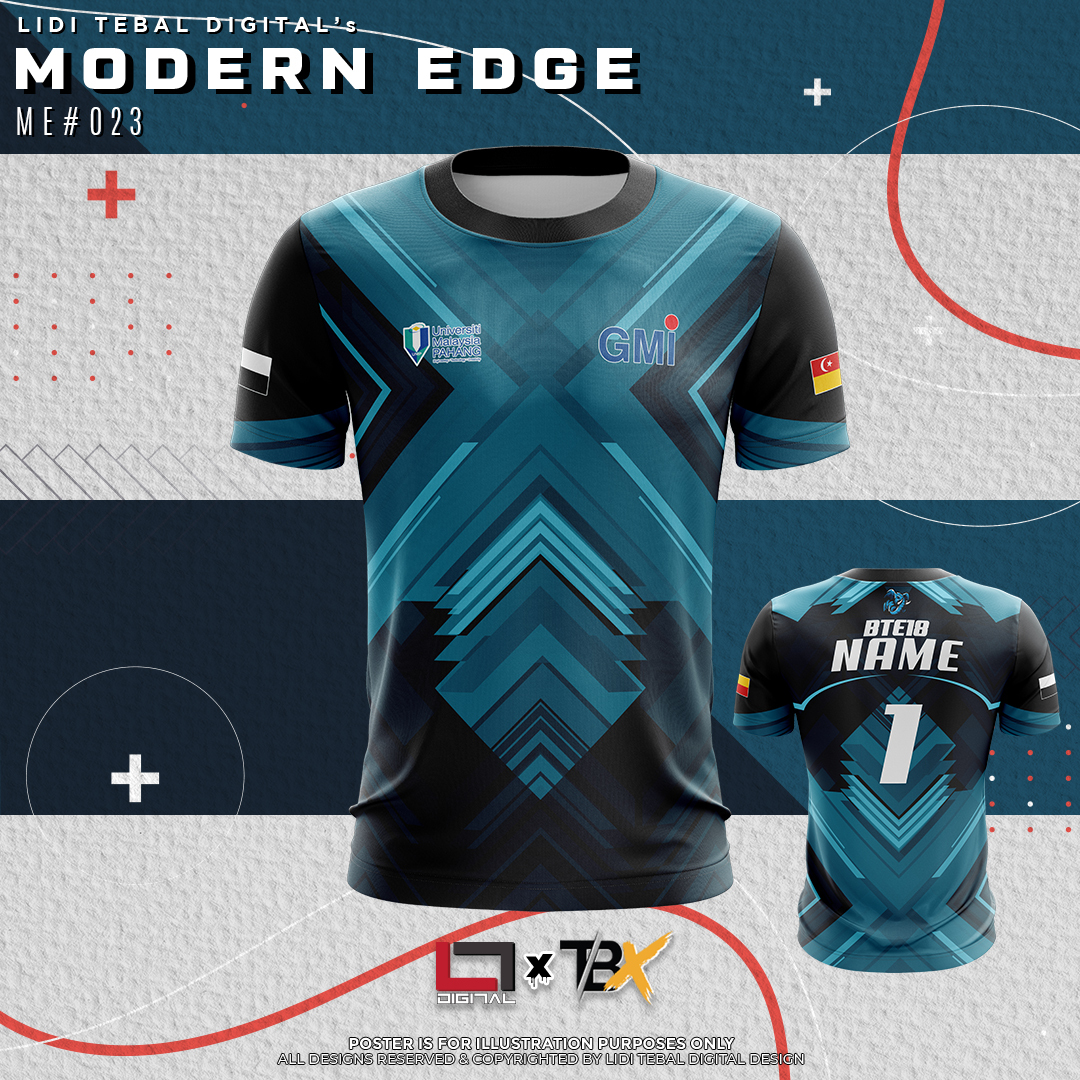 LIDI TEBAL DIGITAL's
MODERN EDGE
ME#023
Universiti
Malaysia
PAHANG
GMi
BTE18
NAME
1
DIGITAL
X
TBX
POSTER IS FOR ILLUSTRATION PURPOSES ONLY
ALL DESIGNS RESERVED & COPYRIGHTED BY LIDI TEBAL DIGITAL DESIGN